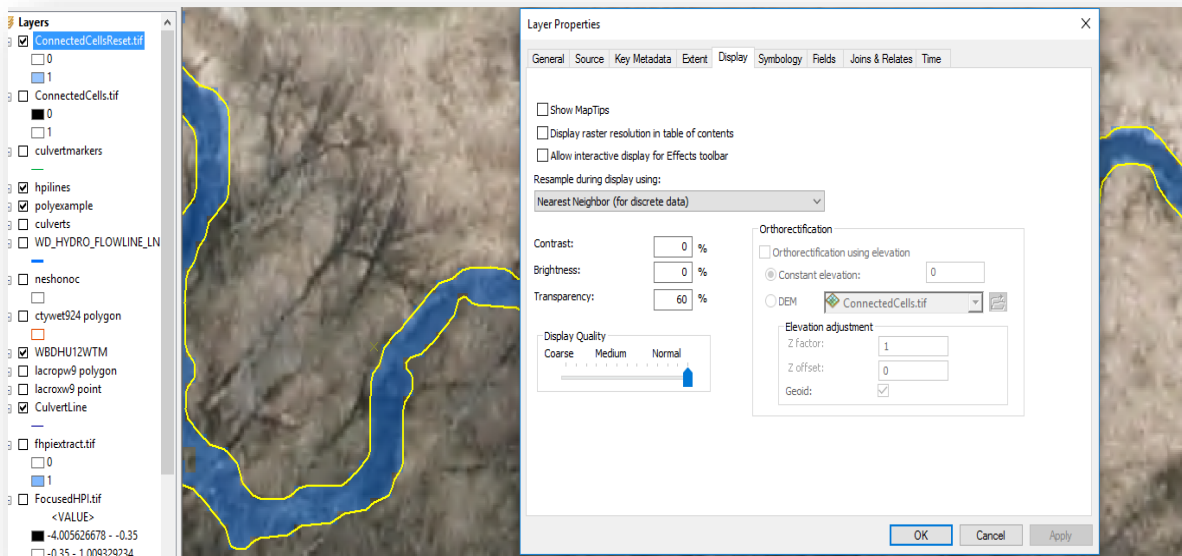 Layers
ConnectedCellsReset.tif
0
1
ConnectedCells.tif
0
1
culvertmarkers
hpilines
polyexample
culverts
WD_HYDRO_FLOWLINE_LN
neshonoc
ctywet924 polygon
WBDHU12WTM
lacropw9 polygon
lacroxw9 point
CulvertLine
fhpiextract.tif
0
1
FocusedHPI.tif
<VALUE>
-4.005626678 - -0.35
-0.35 - 1.009329234
Layer Properties
X
General Source Key Metadata Extent Display Symbology Fields Joins & Relates Time
Show MapTips
Display raster resolution in table of contents
Allow interactive display for Effects toolbar
Resample during display using:
Nearest Neighbor (for discrete data)
Contrast: 0 %
Brightness: 0 %
Transparency: 60 %
Display Quality
Coarse Medium Normal
Orthorectification
Orthorectification using elevation
Constant elevation: 0
DEM ConnectedCells.tif
Elevation adjustment
Z factor: 1
Z offset: 0
Geoid:
OK Cancel Apply